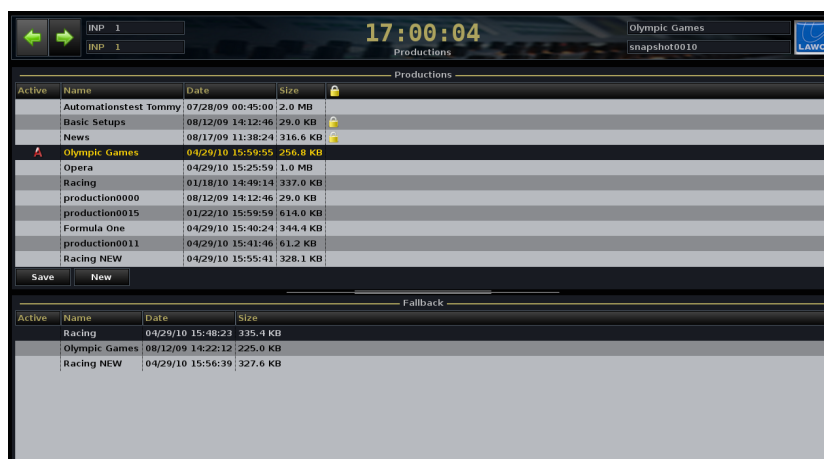 INP 1
INP 1
17:00:04
Productions
Olympic Games
snapshot0010
LAWO
Productions
Active Name Date Size
Automationstest Tommy 07/28/09 00:45:00 2.0 MB
Basic Setups 08/12/09 14:12:46 29.0 KB
News 08/17/09 11:38:24 316.6 KB
A Olympic Games 04/29/10 15:59:55 256.8 KB
Opera 04/29/10 15:25:59 1.0 MB
Racing 01/18/10 14:49:14 337.0 KB
production0000 08/12/09 14:12:46 29.0 KB
production0015 01/22/10 15:59:59 614.0 KB
Formula One 04/29/10 15:40:24 344.4 KB
production0011 04/29/10 15:41:46 61.2 KB
Racing NEW 04/29/10 15:55:41 328.1 KB
Save New
Fallback
Active Name Date Size
Racing 04/29/10 15:48:23 335.4 KB
Olympic Games 08/12/09 14:22:12 225.0 KB
Racing NEW 04/29/10 15:56:39 327.6 KB